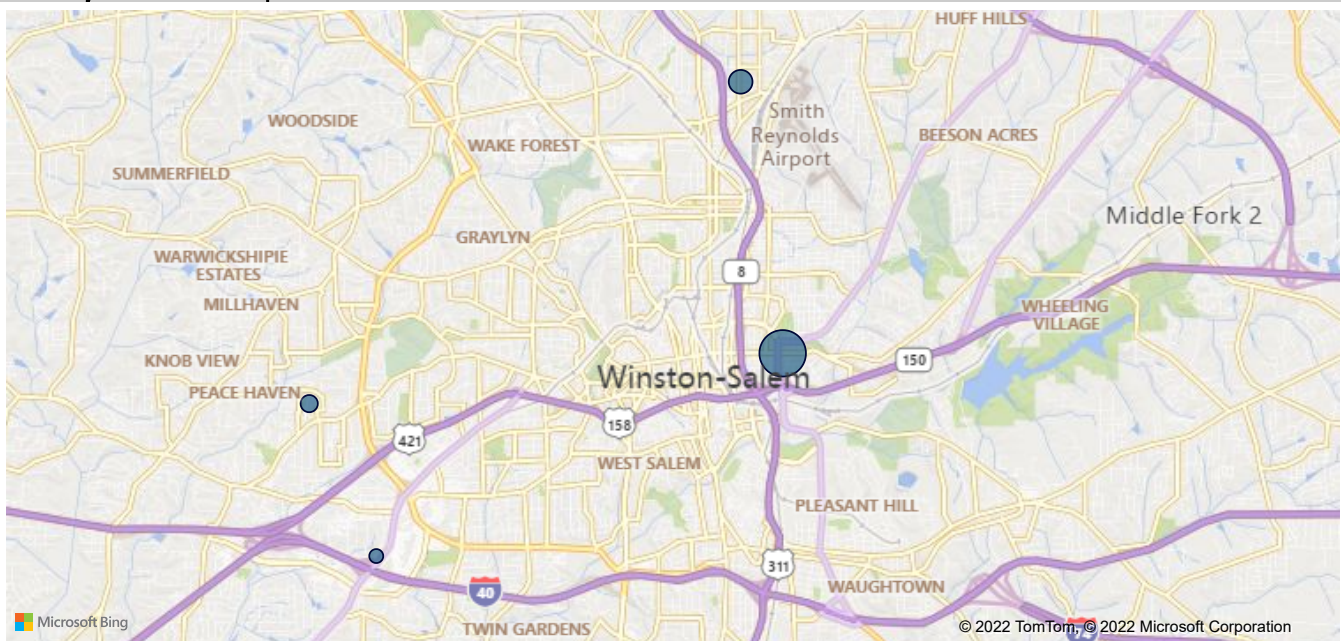 HUFF HILLS
Smith
Reynolds
Airport
WOODSIDE
BEESON ACRES
WAKE FOREST
SUMMERFIELD
Middle Fork 2
GRAYLYN
WARWICKSHIPIE
ESTATES
8
MILLHAVEN
WHEELING
VILLAGE
KNOB VIEW
150
Winston-Salem
PEACE HAVEN
158
421
WEST SALEM
PLEASANT HILL
311
WAUGHTOWN
40
Microsoft Bing
TWIN GARDENS
© 2022 TomTom, © 2022 Microsoft Corporation